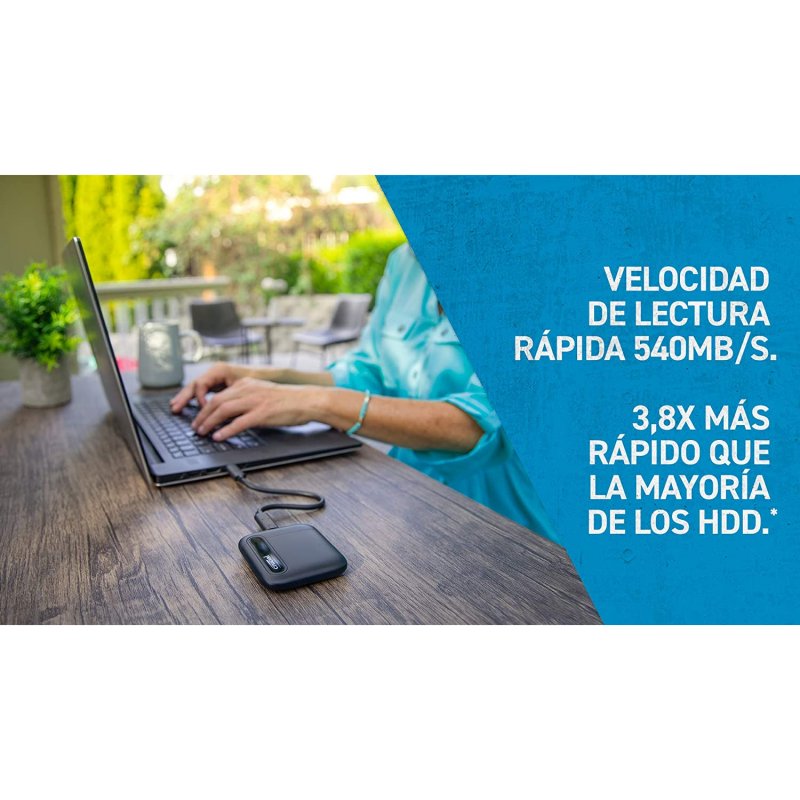 VELOCIDAD
DE LECTURA
RÁPIDA 540MB/S.
3,8X MÁS
RÁPIDO QUE
LA MAYORÍA
DE LOS HDD.*